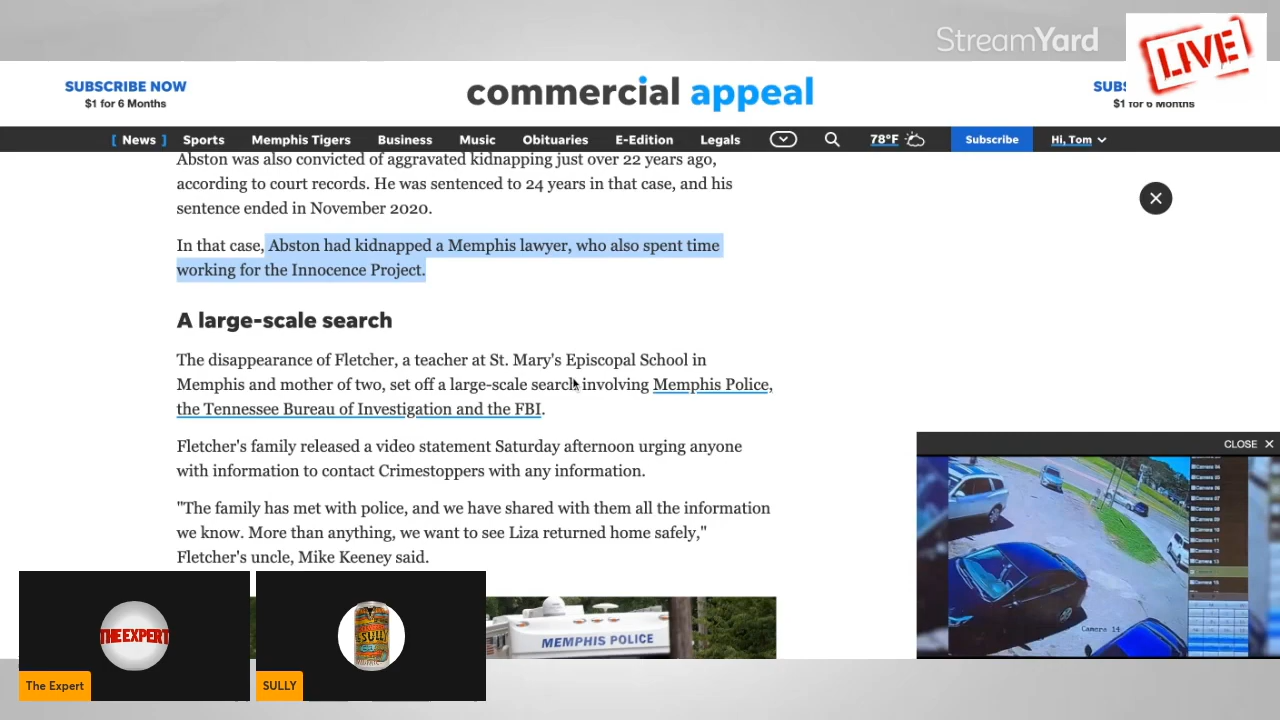 StreamYard
LIVE
SUBSCRIBE NOW
$1 for 6 Months
commercial appeal
SUBS
$1 for 6 Months
[ News ] Sports Memphis Tigers Business Music Obituaries E-Edition Legals 78°F Subscribe Hi, Tom
Abston was also convicted of aggravated kidnapping just over 22 years ago,
according to court records. He was sentenced to 24 years in that case, and his
sentence ended in November 2020.
In that case, Abston had kidnapped a Memphis lawyer, who also spent time
working for the Innocence Project.
A large-scale search
The disappearance of Fletcher, a teacher at St. Mary's Episcopal School in
Memphis and mother of two, set off a large-scale search involving Memphis Police,
the Tennessee Bureau of Investigation and the FBI.
Fletcher's family released a video statement Saturday afternoon urging anyone
with information to contact Crimestoppers with any information.
"The family has met with police, and we have shared with them all the information
we know. More than anything, we want to see Liza returned home safely,"
Fletcher's uncle, Mike Keeney said.
CLOSE
Camera 14
MEMPHIS POLICE
THE EXPERT
SULLY
The Expert
SULLY